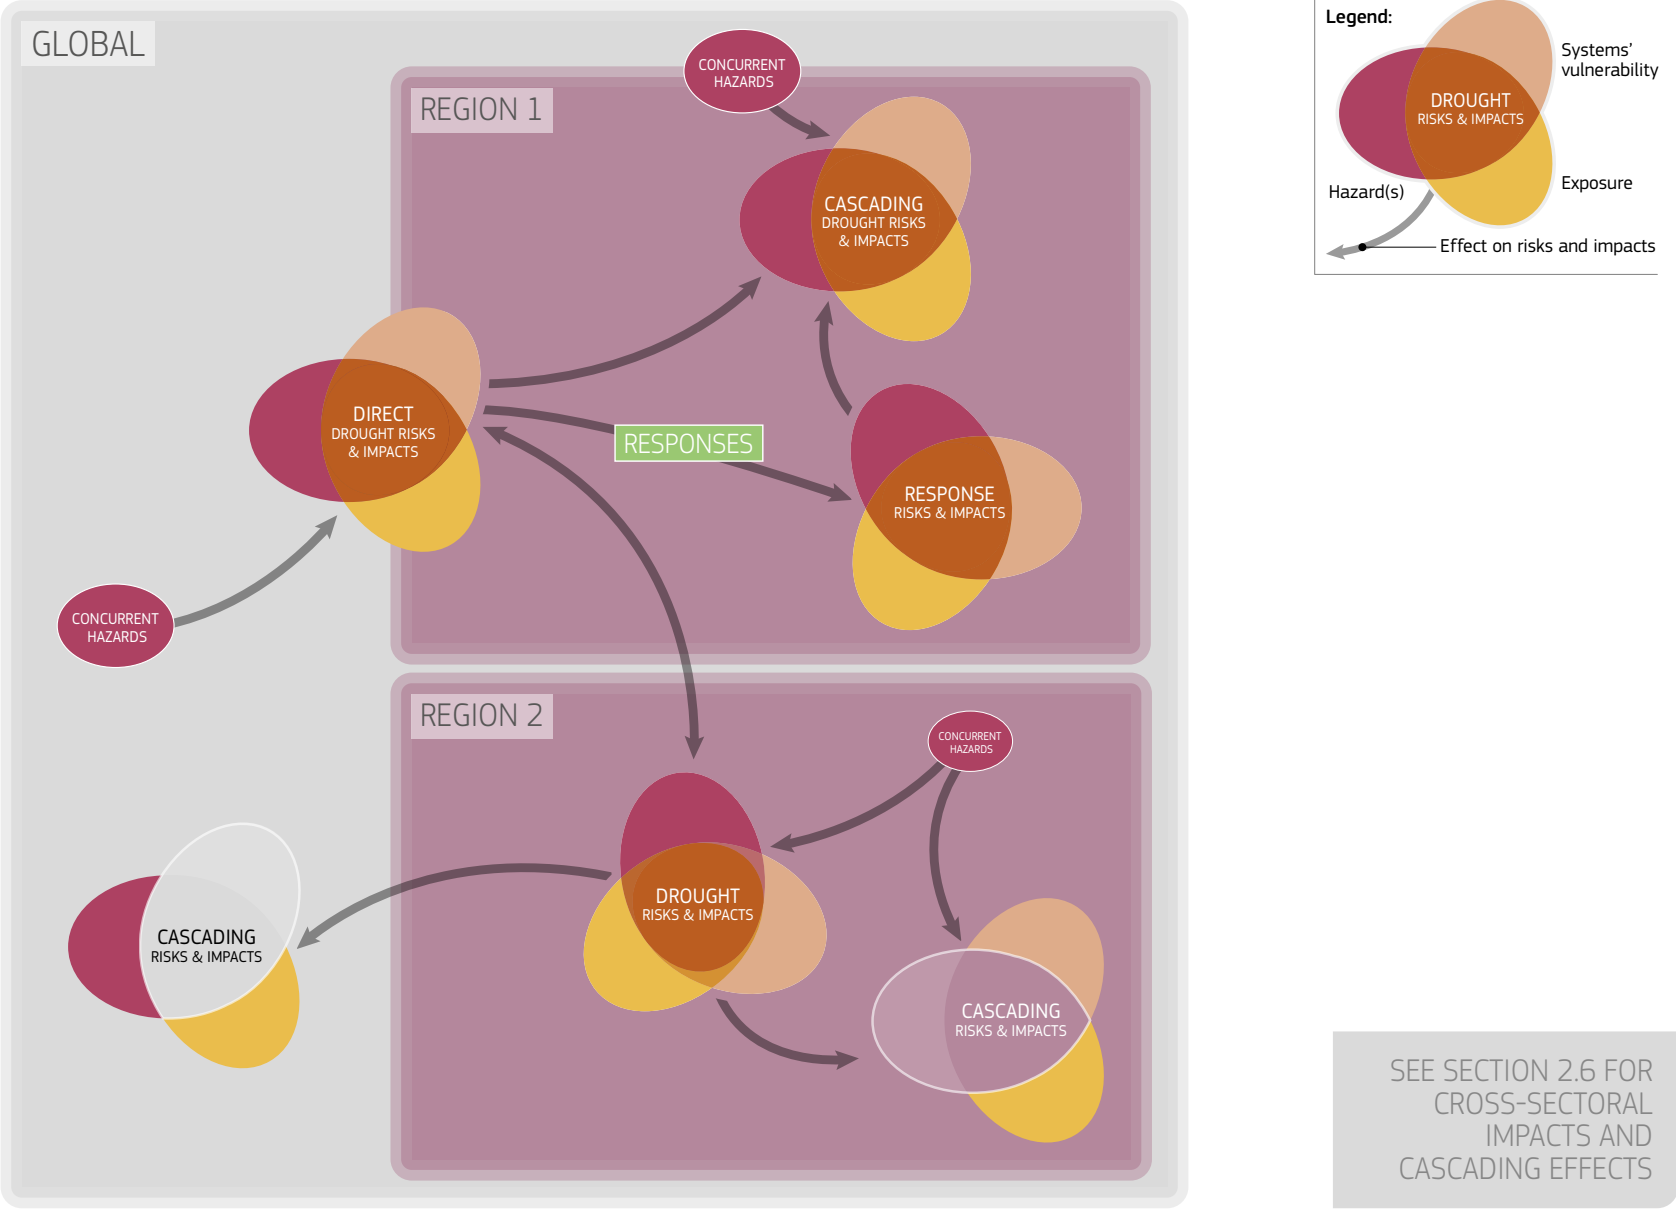 GLOBAL
CONCURRENT
HAZARDS
REGION 1
CASCADING
DROUGHT RISKS
& IMPACTS
DIRECT
DROUGHT RISKS
& IMPACTS
RESPONSES
RESPONSE
RISKS & IMPACTS
CONCURRENT
HAZARDS
REGION 2
CONCURRENT
HAZARDS
DROUGHT
RISKS & IMPACTS
CASCADING
RISKS & IMPACTS
CASCADING
RISKS & IMPACTS
Legend:
Systems’
vulnerability
DROUGHT
RISKS & IMPACTS
Hazard(s)
Exposure
Effect on risks and impacts
SEE SECTION 2.6 FOR
CROSS-SECTORAL
IMPACTS AND
CASCADING EFFECTS